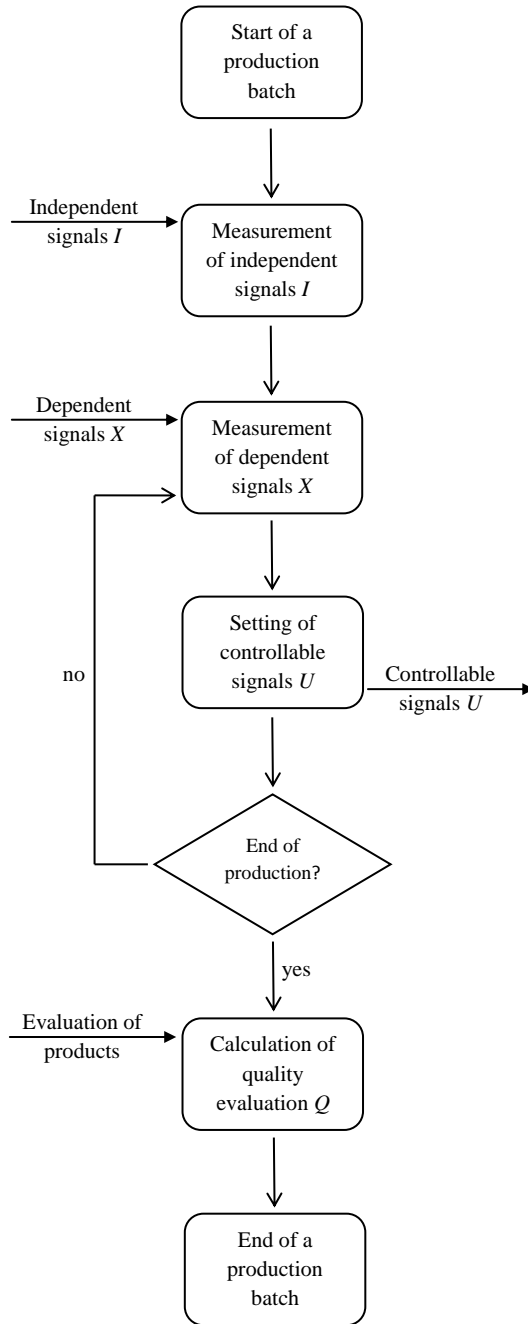 Start of a
production
batch
Independent
signals I
Measurement
of independent
signals I
Dependent
signals X
Measurement
of dependent
signals X
Setting of
controllable
signals U
Controllable
signals U
no
End of
production?
yes
Evaluation of
products
Calculation of
quality
evaluation Q
End of a
production
batch